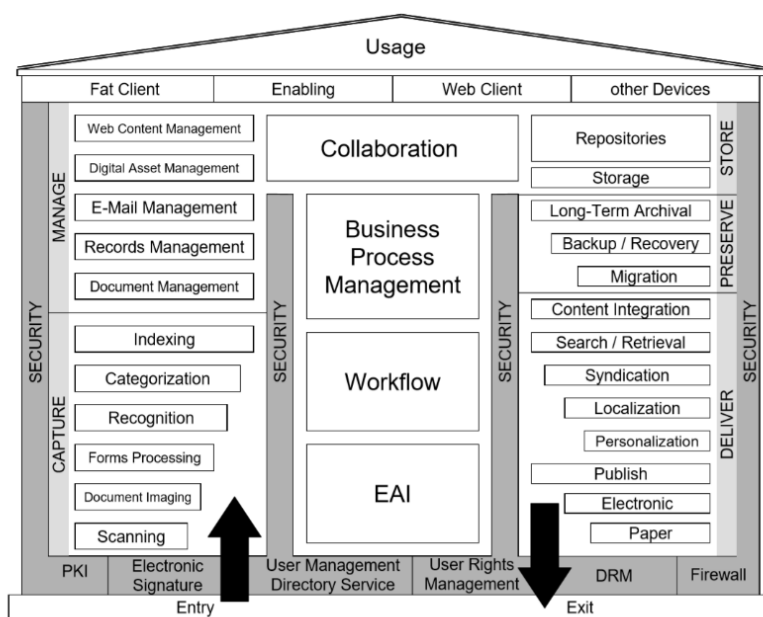 Usage
Fat Client
Enabling
Web Client
other Devices
SECURITY
MANAGE
Web Content Management
Digital Asset Management
E-Mail Management
Records Management
Document Management
CAPTURE
Indexing
Categorization
Recognition
Forms Processing
Document Imaging
Scanning
Collaboration
SECURITY
Business
Process
Management
Workflow
EAI
SECURITY
Repositories
Storage
STORE
Long-Term Archival
Backup / Recovery
Migration
PRESERVE
Content Integration
Search / Retrieval
Syndication
Localization
Personalization
Publish
Electronic
Paper
DELIVER
SECURITY
PKI
Electronic
Signature
User Management
Directory Service
User Rights
Management
DRM
Firewall
Entry
Exit